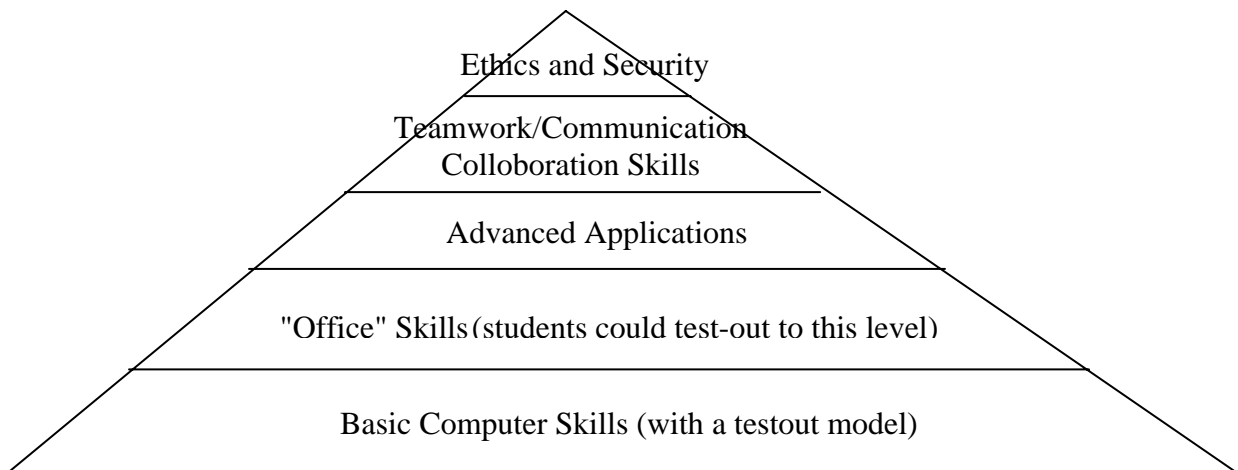 Ethics and Security
Teamwork/Communication
Colloboration Skills
Advanced Applications
"Office" Skills (students could test-out to this level)
Basic Computer Skills (with a testout model)